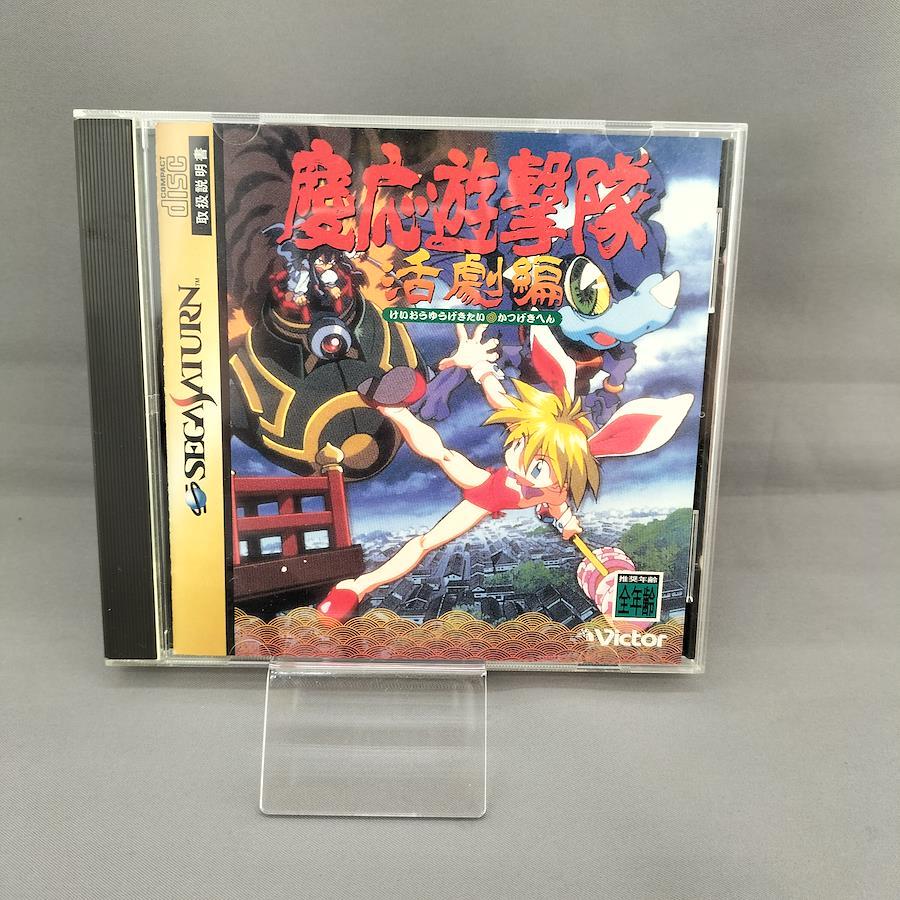 慶応遊撃隊
活劇編
けいおうゆうげきたい かつげきへん
COMPACT
disc
取扱説明書
SEGA SATURN™
推奨年齢
全年齢
Victor